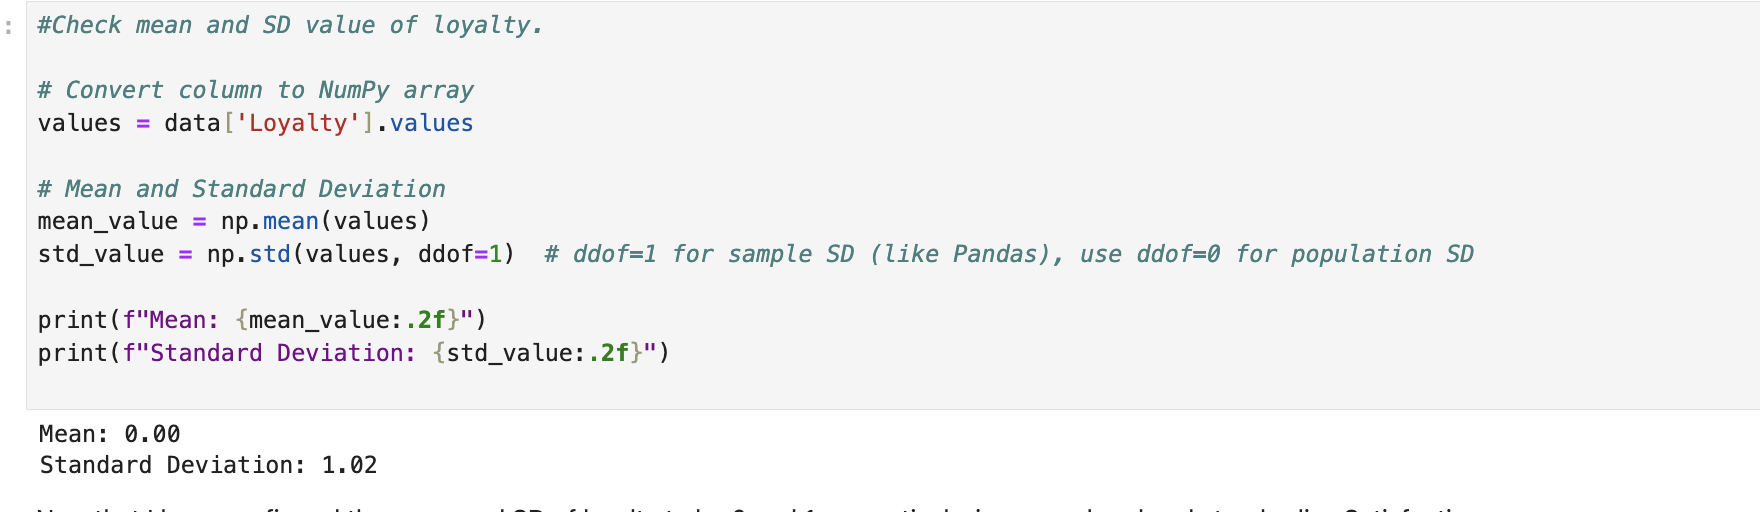 :
#Check mean and SD value of loyalty.
# Convert column to NumPy array
values = data['Loyalty'].values
# Mean and Standard Deviation
mean_value = np.mean(values)
std_value = np.std(values, ddof=1)  # ddof=1 for sample SD (like Pandas), use ddof=0 for population SD
print(f"Mean: {mean_value:.2f}")
print(f"Standard Deviation: {std_value:.2f}")
Mean: 0.00
Standard Deviation: 1.02